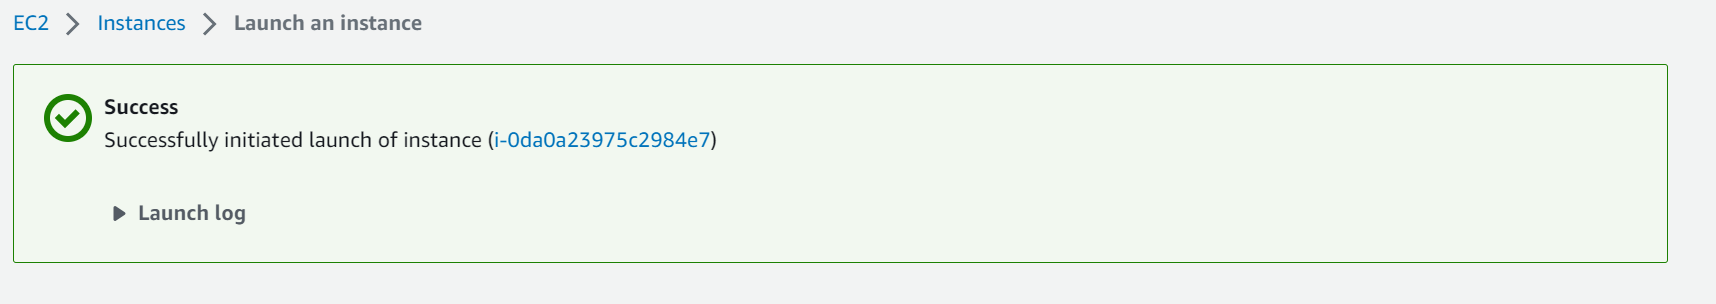 EC2 Instances Launch an instance
Success
Successfully initiated launch of instance (i-0da0a23975c2984e7)
Launch log